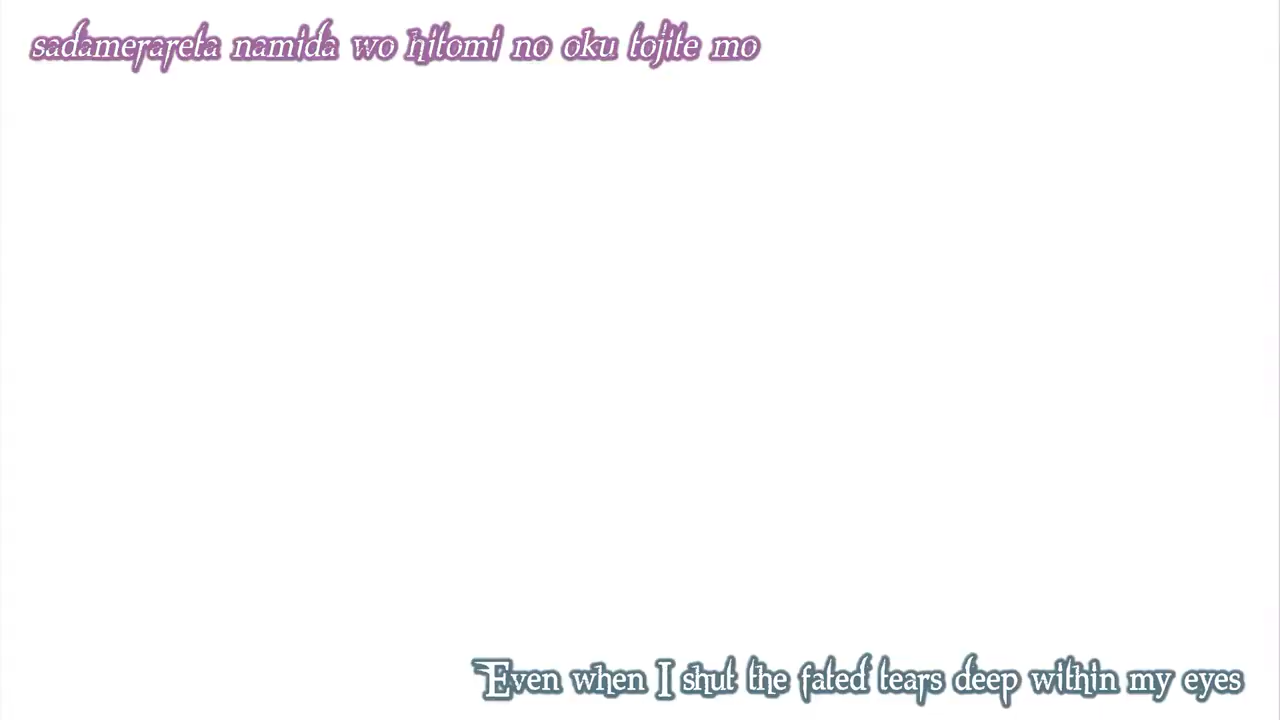 sadamerareta namida wo hitomi no oku tojite mo
Even when I shut the fated tears deep within my eyes